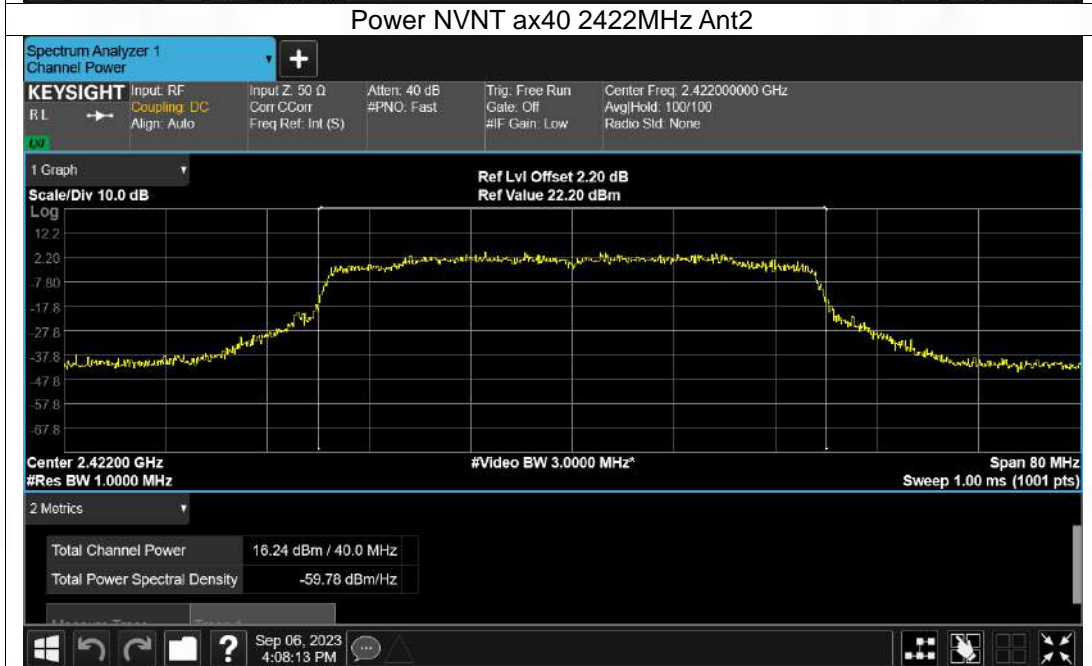 Power NVNT ax40 2422MHz Ant2
Spectrum Analyzer 1
Channel Power
+
KEYSIGHT
R L
LXI
Input: RF
Coupling: DC
Align: Auto
Input Z: 50 Ω
Corr CCorr
Freq Ref: Int (S)
Atten: 40 dB
#PNO: Fast
Trig: Free Run
Gate: Off
#IF Gain: Low
Center Freq: 2.422000000 GHz
Avg|Hold: 100/100
Radio Std: None
1 Graph
Scale/Div 10.0 dB
Ref Lvl Offset 2.20 dB
Ref Value 22.20 dBm
Log
12.2
2.20
-7.80
-17.8
-27.8
-37.8
-47.8
-57.8
-67.8
Center 2.42200 GHz
#Res BW 1.0000 MHz
#Video BW 3.0000 MHz*
Span 80 MHz
Sweep 1.00 ms (1001 pts)
2 Metrics
Total Channel Power 16.24 dBm / 40.0 MHz
Total Power Spectral Density -59.78 dBm/Hz
?
Sep 06, 2023
4:08:13 PM